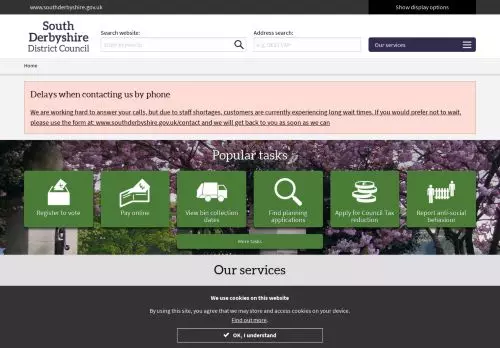 www.southderbyshire.gov.uk
Show display options
South
Derbyshire
District Council
Search website:
Enter keywords
Address search:
e.g. DE11 0AH
Our services
Home
Delays when contacting us by phone
We are working hard to answer your calls, but due to staff shortages, customers are currently experiencing long wait times. If you would prefer not to wait,
please use the form at: www.southderbyshire.gov.uk/contact and we will get back to you as soon as we can
Popular tasks
Register to vote
Pay online
View bin collection
dates
Find planning
applications
Apply for Council Tax
reduction
Report anti-social
behaviour
More tasks
Our services
We use cookies on this website
By using this site, you agree that we may store and access cookies on your device.
Find out more.
OK, I understand